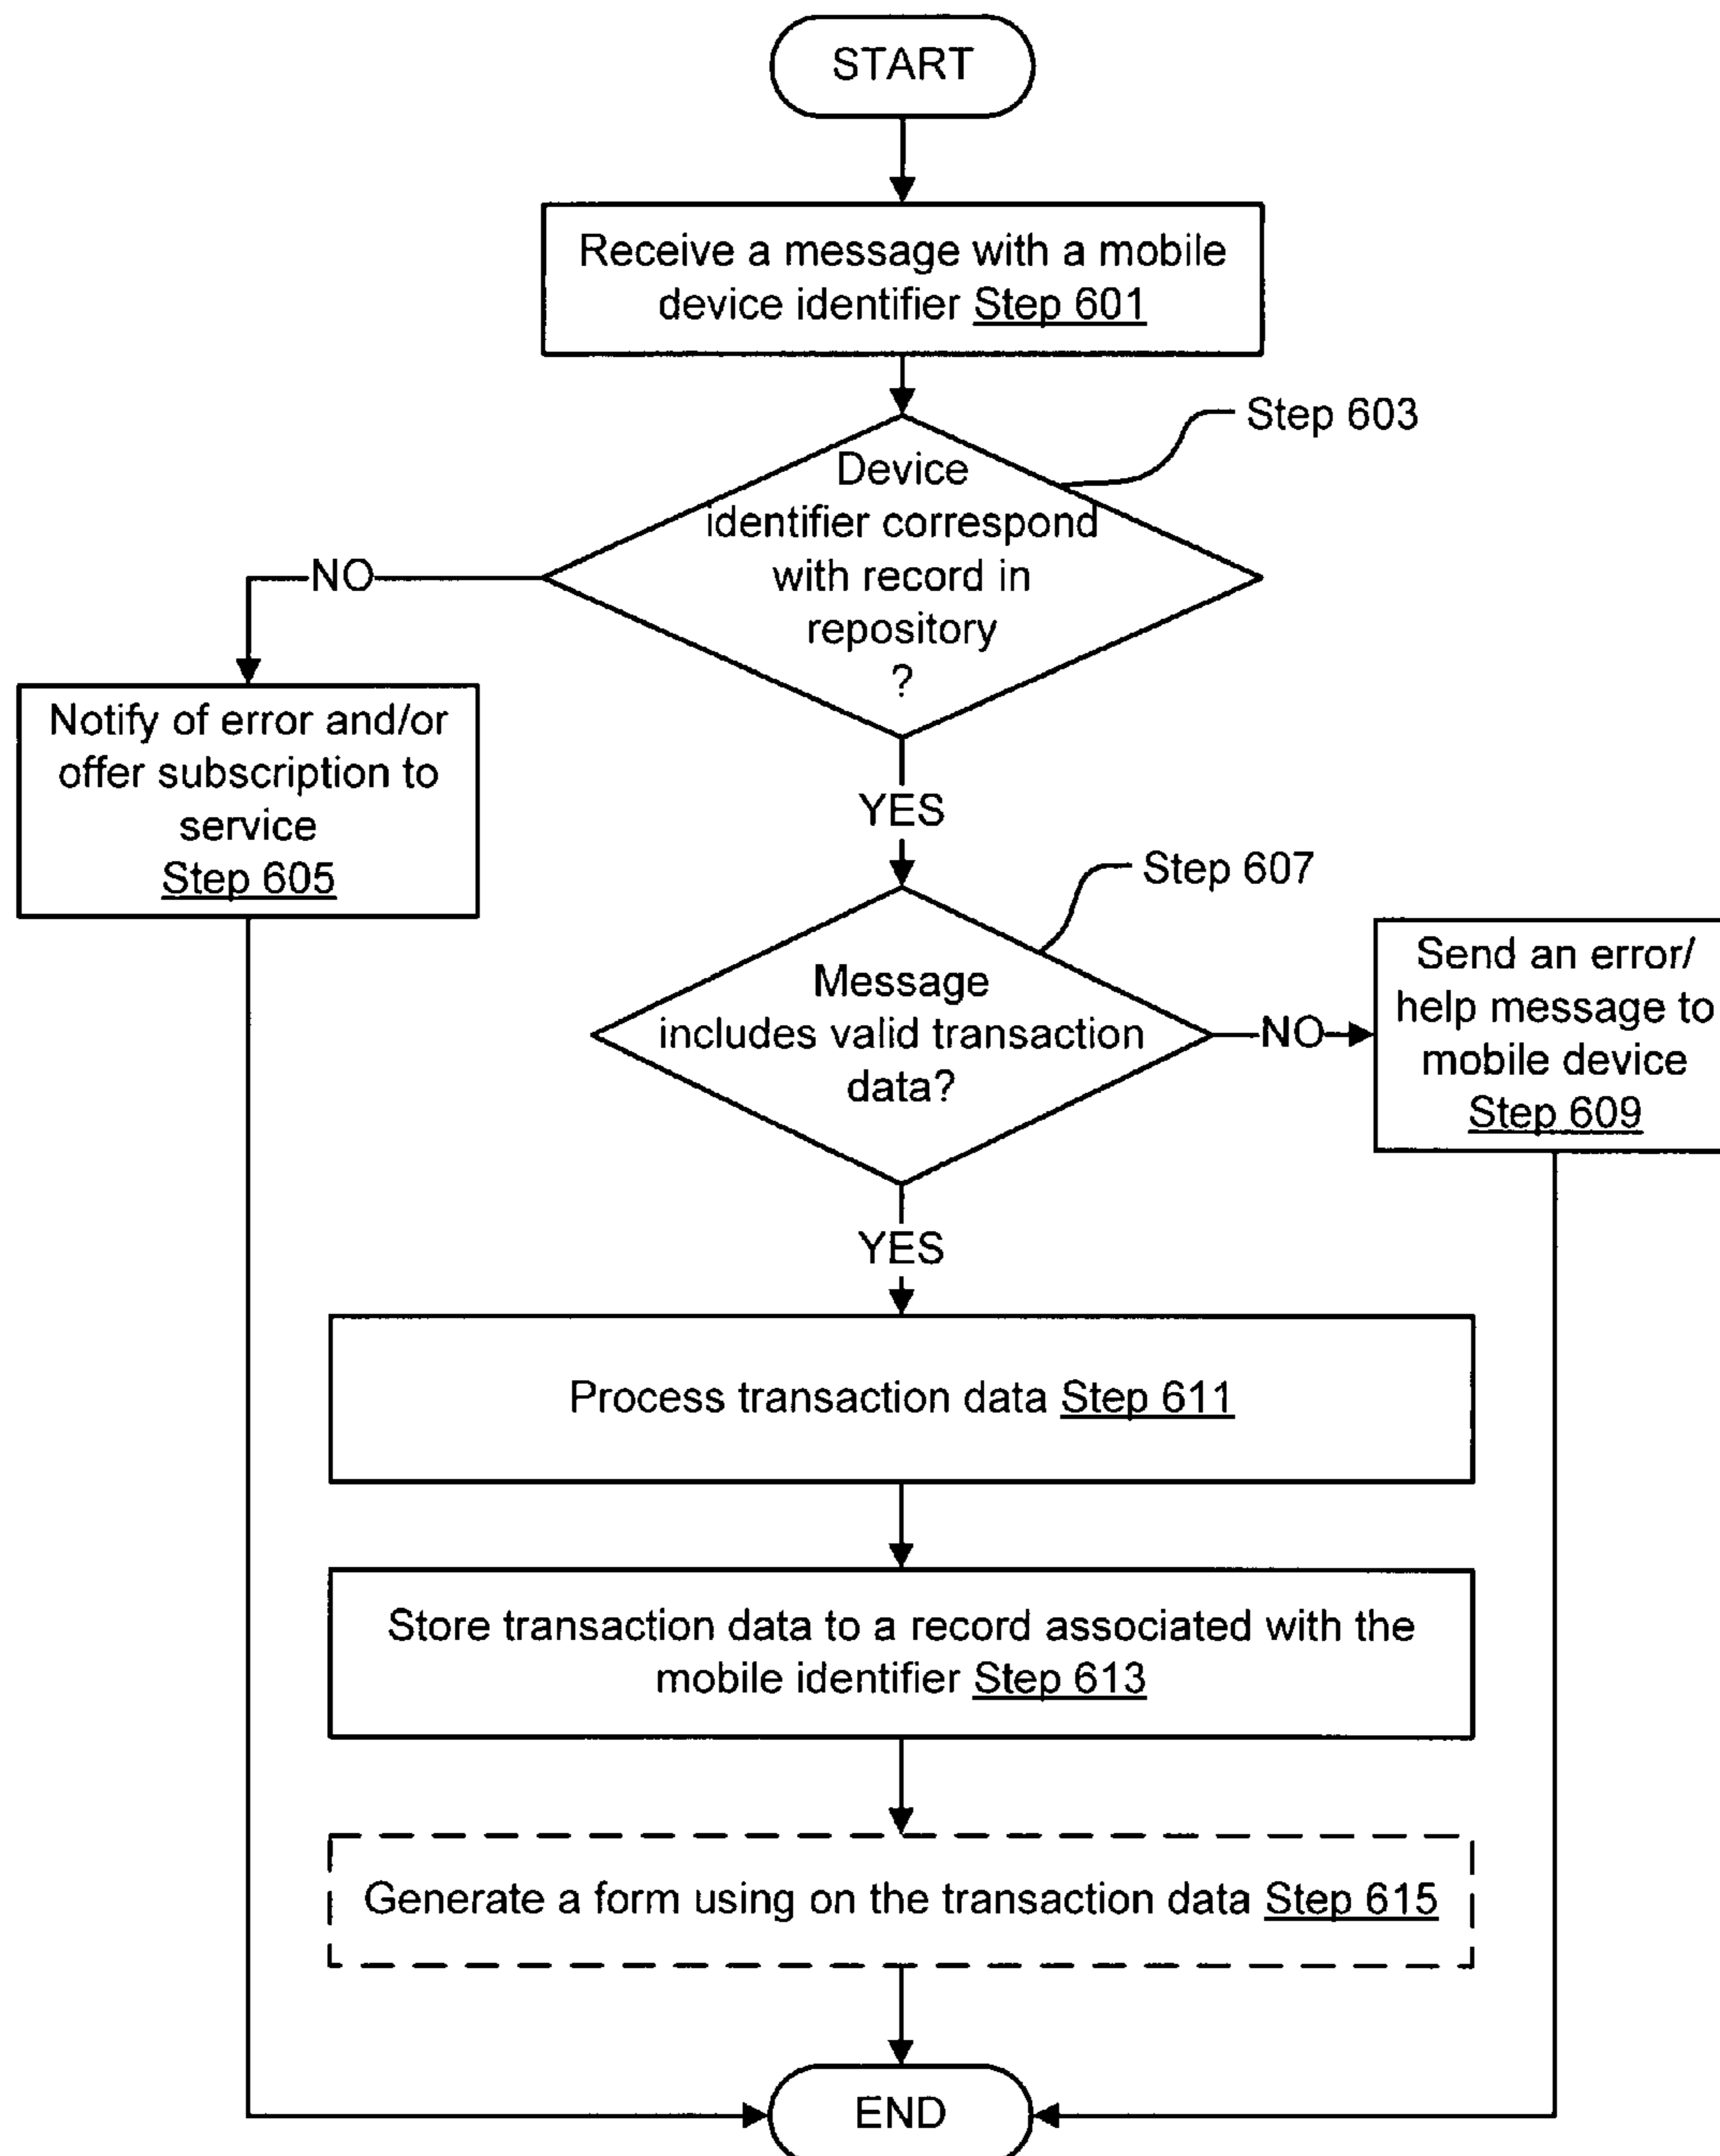 START
Receive a message with a mobile
device identifier Step 601
Step 603
Device
identifier correspond
with record in
repository
?
NO
Notify of error and/or
offer subscription to
service
Step 605
YES
Step 607
Message
includes valid transaction
data?
NO
Send an error/
help message to
mobile device
Step 609
YES
Process transaction data Step 611
Store transaction data to a record associated with the
mobile identifier Step 613
Generate a form using on the transaction data Step 615
END